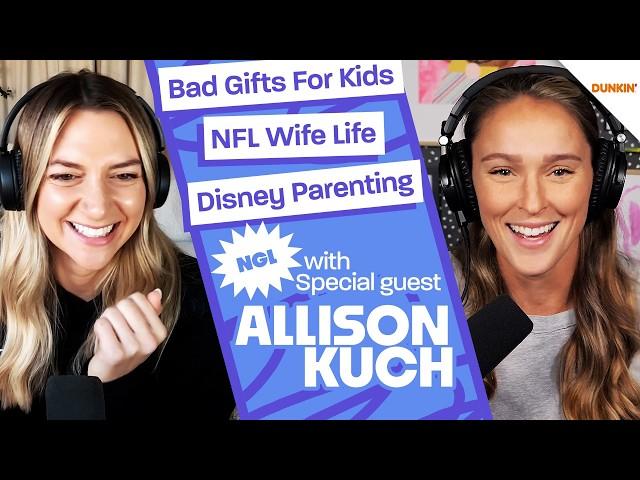 Bad Gifts For Kids
NFL Wife Life
Disney Parenting
NGL with
Special guest
ALLISON
KUCH
DUNKIN'